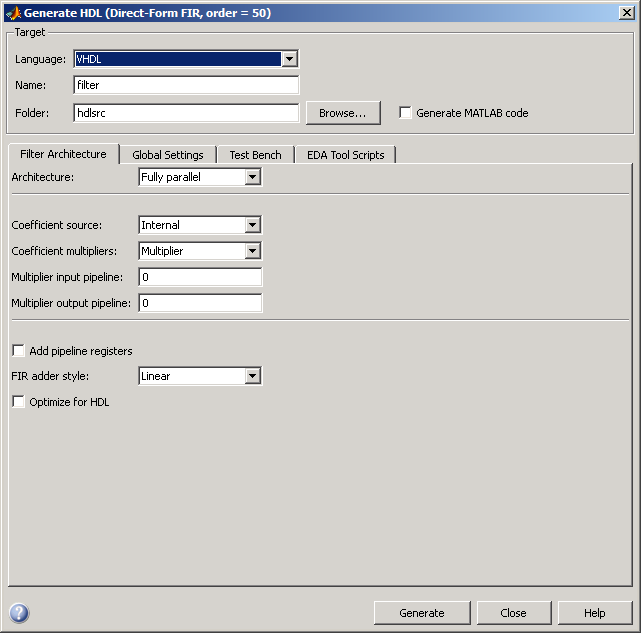 Generate HDL (Direct-Form FIR, order = 50)
Target
Language: VHDL
Name: filter
Folder: hdlsrc Browse... Generate MATLAB code
Filter Architecture Global Settings Test Bench EDA Tool Scripts
Architecture: Fully parallel
Coefficient source: Internal
Coefficient multipliers: Multiplier
Multiplier input pipeline: 0
Multiplier output pipeline: 0
Add pipeline registers
FIR adder style: Linear
Optimize for HDL
? Generate Close Help